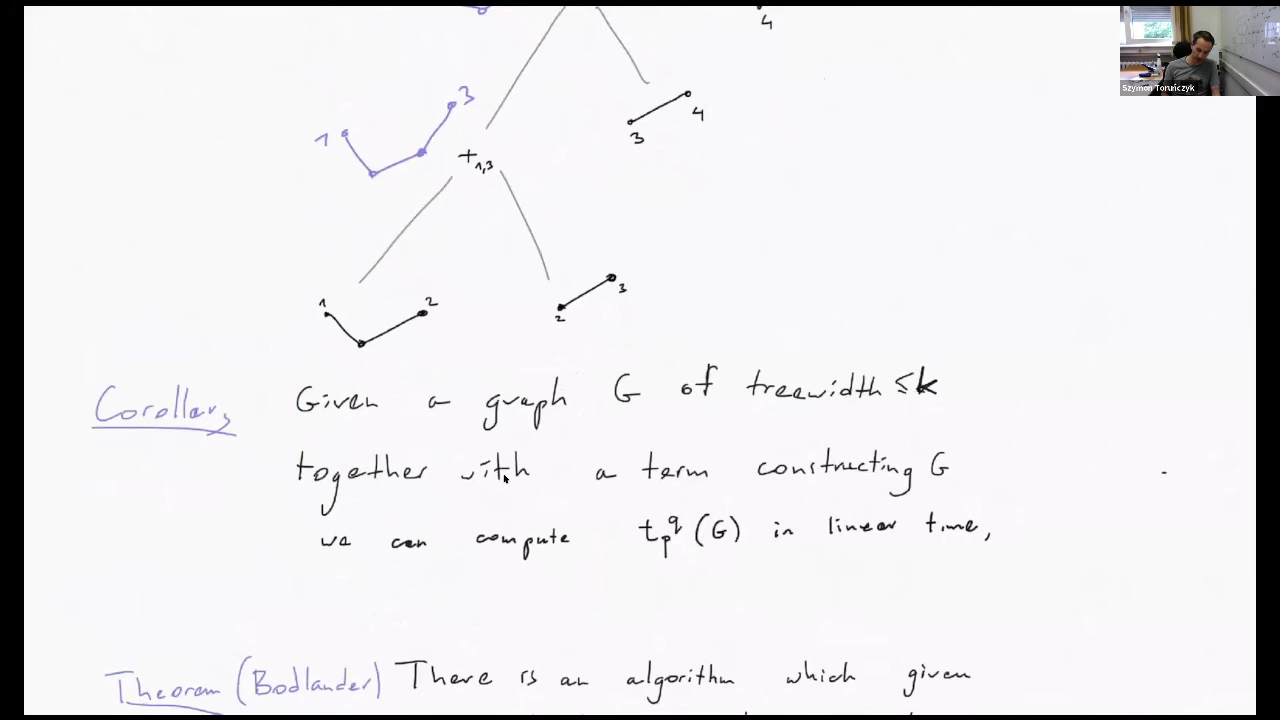 4
Szymon Toruńczyk
1
3
3
4
+1,3
1
2
2
3
Corollary Given a graph G of treewidth ≤k
together with a term constructing G
we can compute tp^q (G) in linear time,
Theorem (Bodlander) There is an algorithm which given